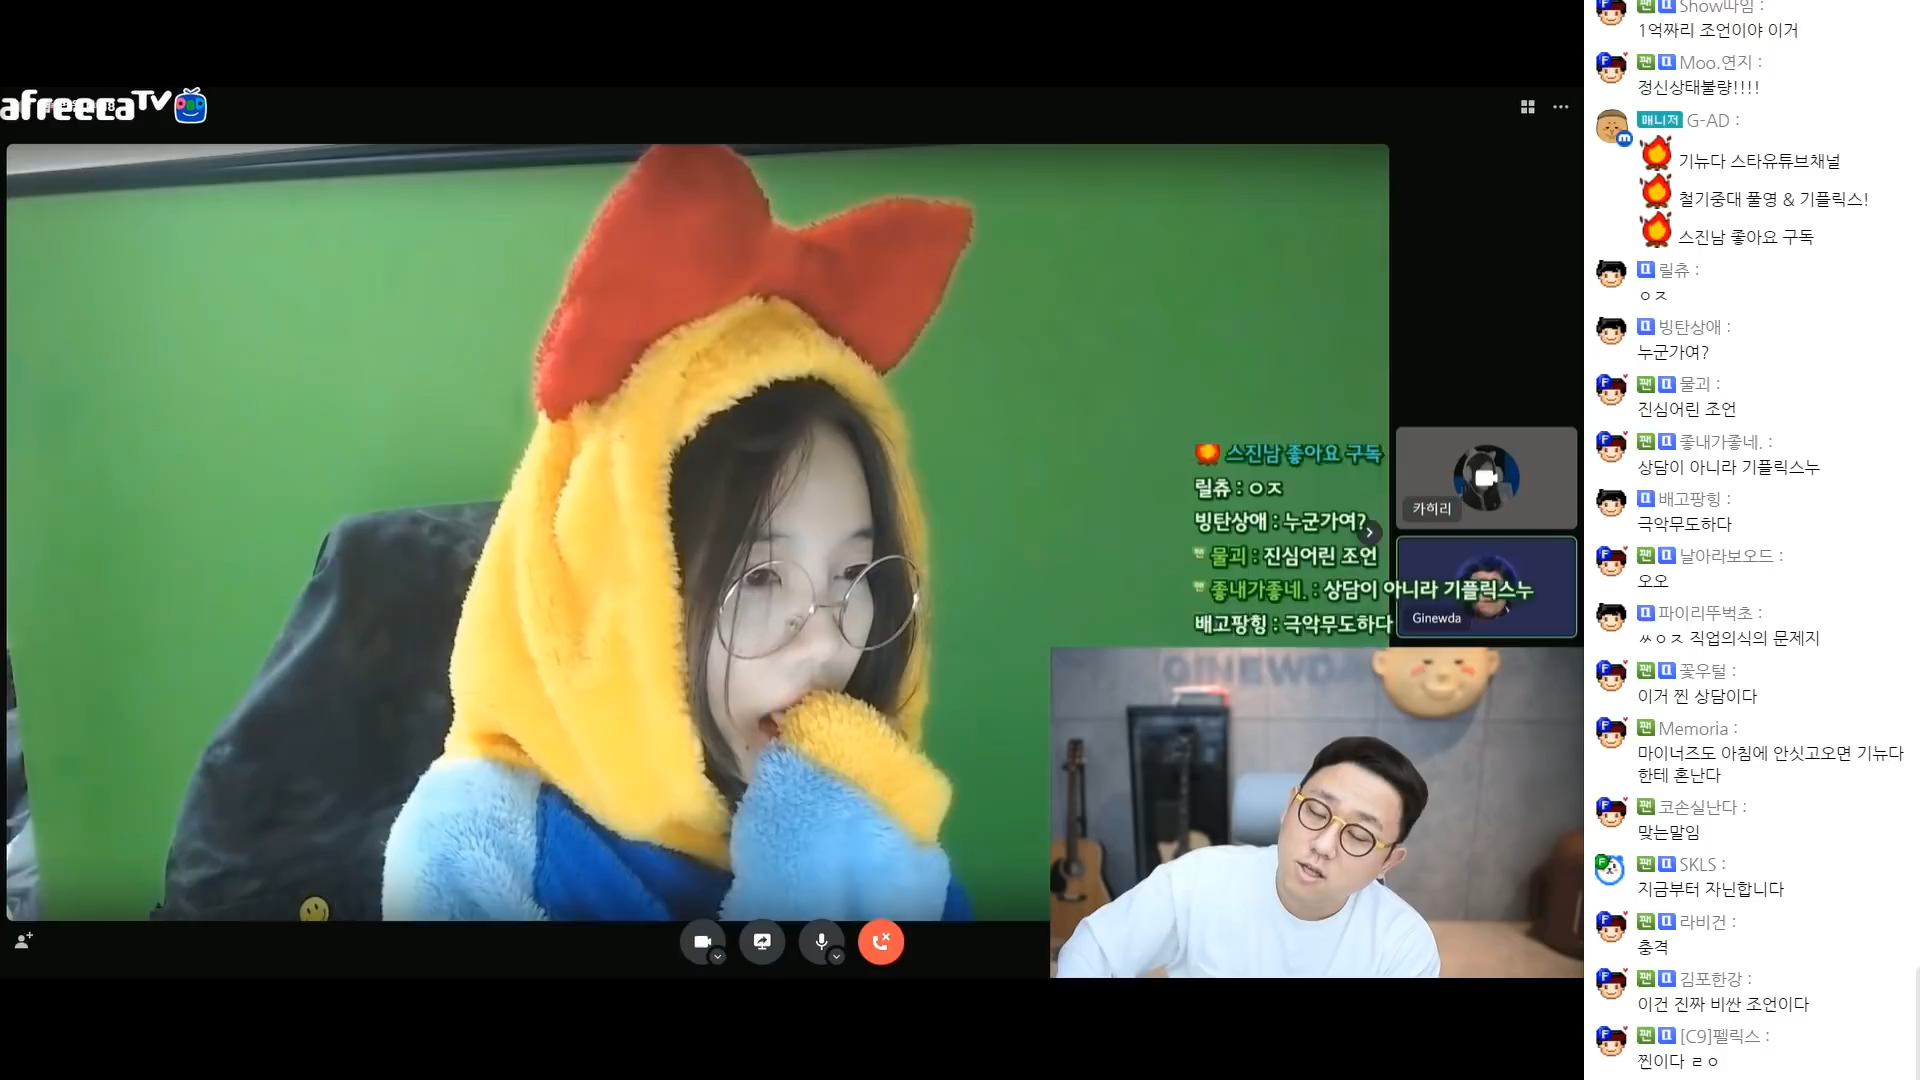 afreecaTV
스진남 좋아요 구독
릴츄 : ㅇㅈ
빙탄상애 : 누군가여?
물괴 : 진심어린 조언
좋내가좋네. : 상담이 아니라 기플릭스누
배고팡힝 : 극악무도하다
카히리
Ginewda
GINEWDA
Show따임 :
1억짜리 조언이야 이거
팬 Moo.연지 :
정신상태불량!!!!
매니저 G-AD :
기뉴다 스타유튜브채널
철기중대 풀영 & 기플릭스!
스진남 좋아요 구독
릴츄 :
ㅇㅈ
빙탄상애 :
누군가여?
팬 물괴 :
진심어린 조언
팬 좋내가좋네. :
상담이 아니라 기플릭스누
배고팡힝 :
극악무도하다
팬 날아라보오드 :
오오
파이리뚜벅초 :
ㅆㅇㅈ 직업의식의 문제지
팬 꽃우털 :
이거 찐 상담이다
팬 Memoria :
마이너즈도 아침에 안싯고오면 기뉴다
한테 혼난다
팬 코손실난다 :
맞는말임
팬 SKLS :
지금부터 자닌합니다
팬 라비건 :
충격
팬 김포한강 :
이건 진짜 비싼 조언이다
팬 [C9]펠릭스 :
찐이다 ㄹㅇ